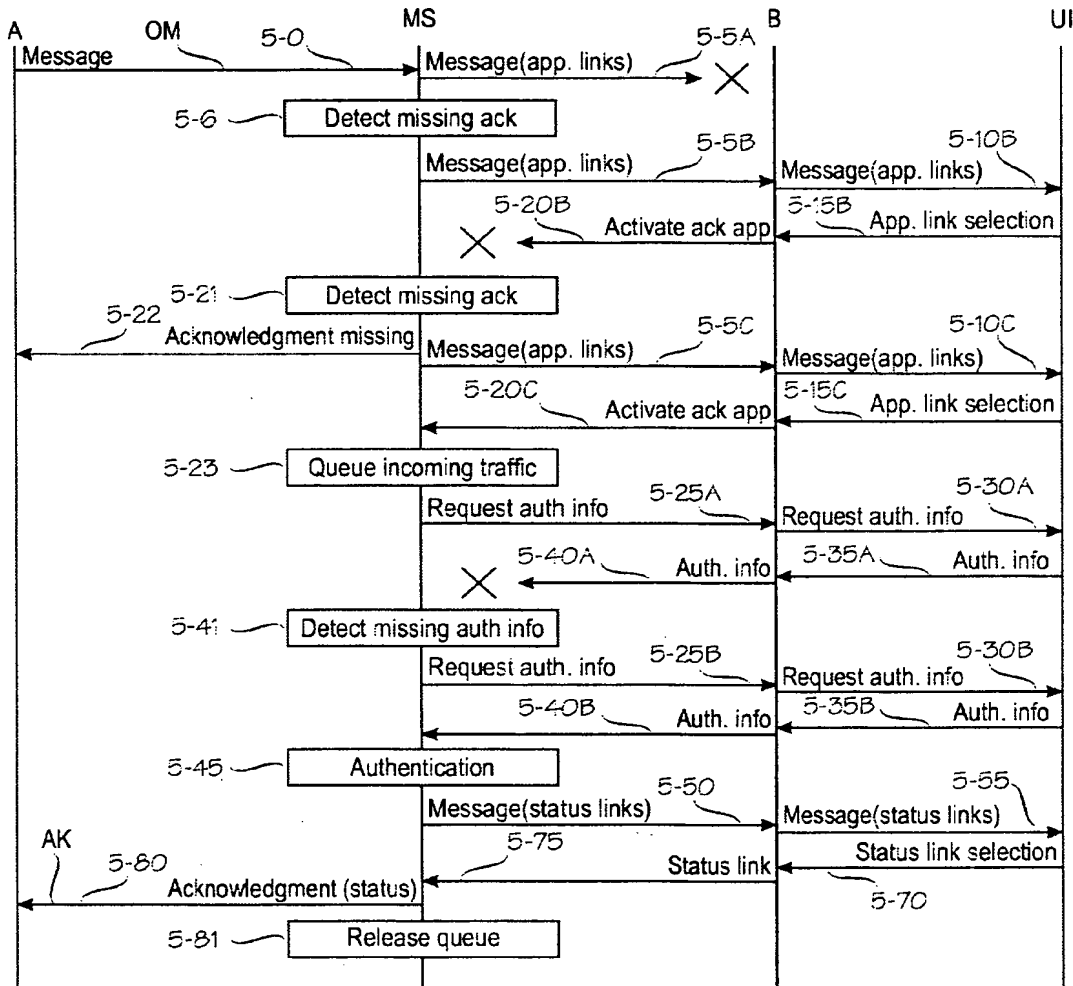 A OM MS B UI
5-0
Message
5-5A
Message(app. links)
5-6
Detect missing ack
5-5B
Message(app. links)
5-10B
Message(app. links)
5-20B
Activate ack app
5-15B
App. link selection
5-21
Detect missing ack
5-22
Acknowledgment missing
5-5C
Message(app. links)
5-10C
Message(app. links)
5-20C
Activate ack app
5-15C
App. link selection
5-23
Queue incoming traffic
5-25A
Request auth info
5-30A
Request auth. info
5-40A
Auth. info
5-35A
Auth. info
5-41
Detect missing auth info
5-25B
Request auth. info
5-30B
Request auth. info
5-40B
Auth. info
5-35B
Auth. info
5-45
Authentication
5-50
Message(status links)
5-55
Message(status links)
5-75
Status link
Status link selection
5-70
AK
5-80
Acknowledgment (status)
5-81
Release queue